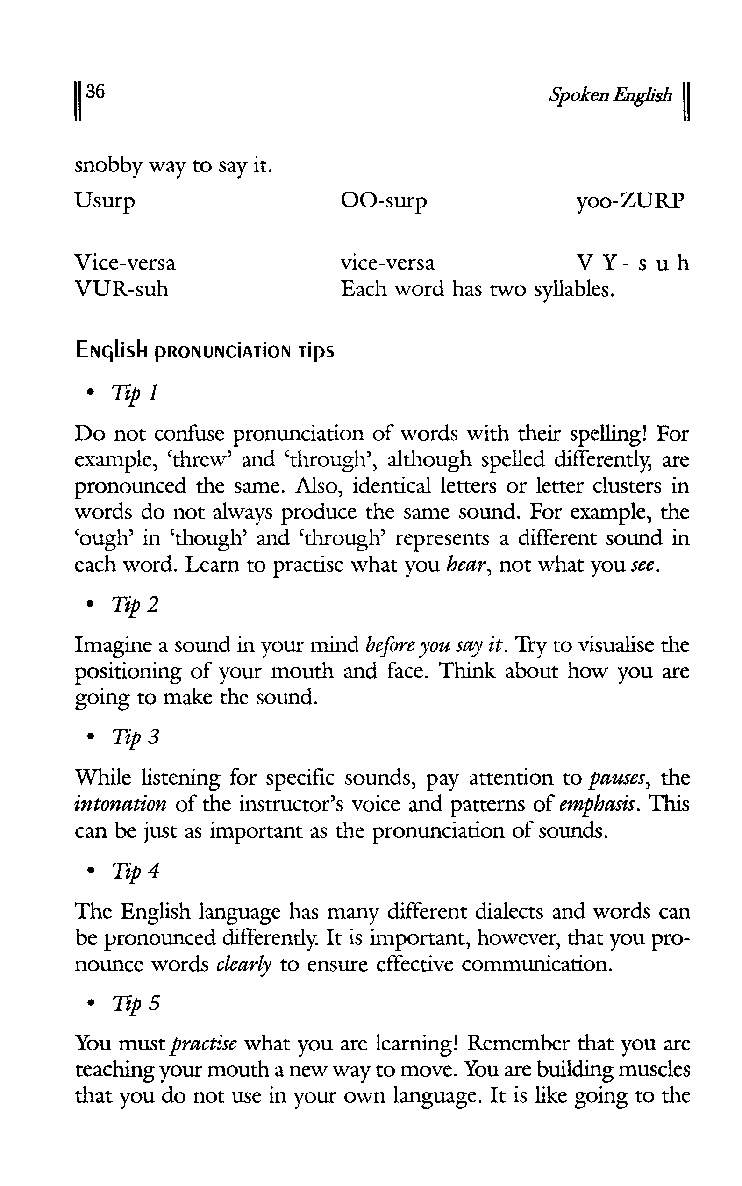 36 Spoken English
snobby way to say it.
Usurp OO-surp yoo-ZURP
Vice-versa vice-versa V Y - s u h
VUR-suh Each word has two syllables.
English pronunciation tips
• Tip 1
Do not confuse pronunciation of words with their spelling! For
example, ‘threw’ and ‘through’, although spelled differently, are
pronounced the same. Also, identical letters or letter clusters in
words do not always produce the same sound. For example, the
‘ough’ in ‘though’ and ‘through’ represents a different sound in
each word. Learn to practise what you hear, not what you see.
• Tip 2
Imagine a sound in your mind before you say it. Try to visualise the
positioning of your mouth and face. Think about how you are
going to make the sound.
• Tip 3
While listening for specific sounds, pay attention to pauses, the
intonation of the instructor’s voice and patterns of emphasis. This
can be just as important as the pronunciation of sounds.
• Tip 4
The English language has many different dialects and words can
be pronounced differently. It is important, however, that you pro-
nounce words clearly to ensure effective communication.
• Tip 5
You must practise what you are learning! Remember that you are
teaching your mouth a new way to move. You are building muscles
that you do not use in your own language. It is like going to the